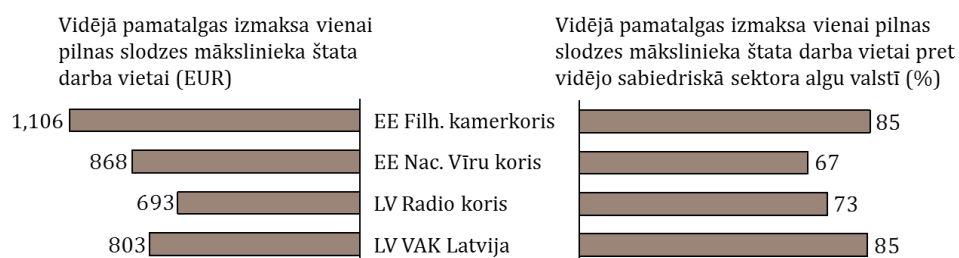 Vidējā pamatalgas izmaksa vienai
pilnas slodzes mākslinieka štata
darba vietai (EUR)
Vidējā pamatalgas izmaksa vienai pilnas
slodzes mākslinieka štata darba vietai pret
vidējo sabiedriskā sektora algu valstī (%)
1,106 EE Filh. kamerkoris 85
868 EE Nac. Vīru koris 67
693 LV Radio koris 73
803 LV VAK Latvija 85